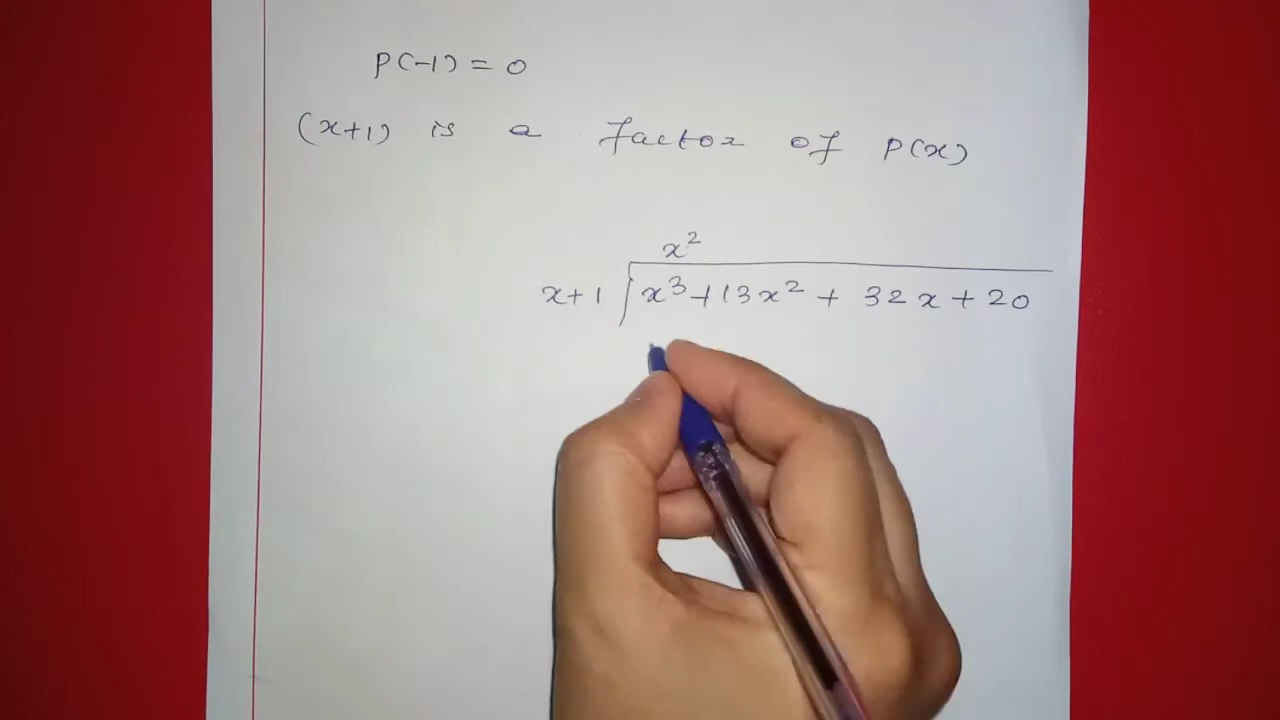 P(-1) = 0
(x+1) is a factor of P(x)
x²
x+1 x³+13x² + 32x + 20